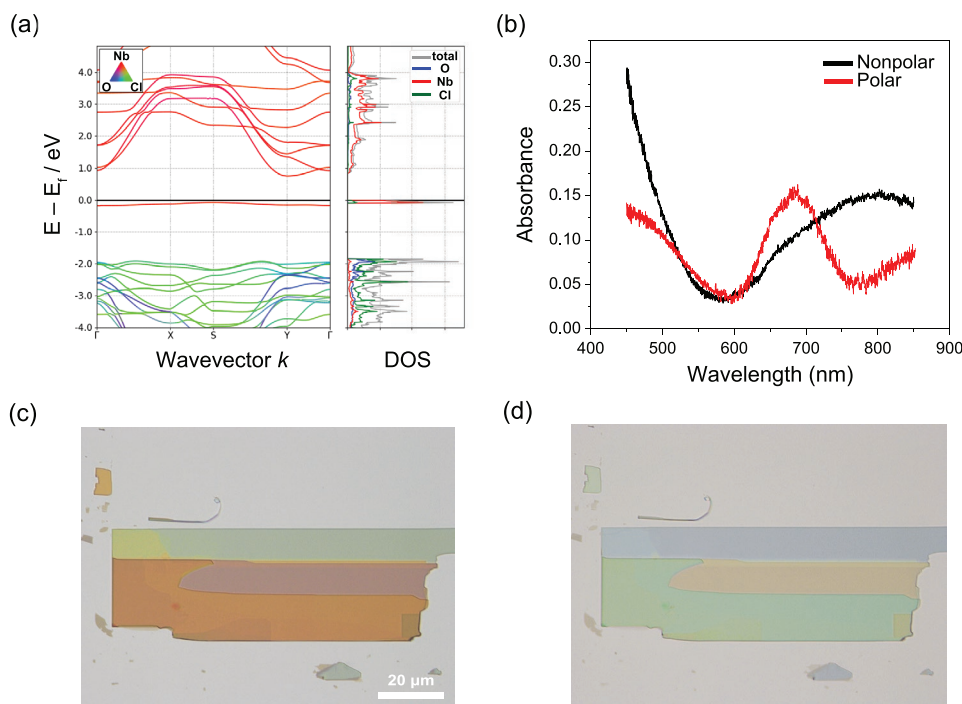 (a)
Nb
O Cl
4.0
3.0
2.0
1.0
0.0
-1.0
-2.0
-3.0
-4.0
E – Ef / eV
Γ X S Y Γ
Wavevector k
total
O
Nb
Cl
DOS
(b)
Nonpolar
Polar
0.30
0.25
0.20
0.15
0.10
0.05
0.00
Absorbance
400 500 600 700 800 900
Wavelength (nm)
(c)
20 μm
(d)